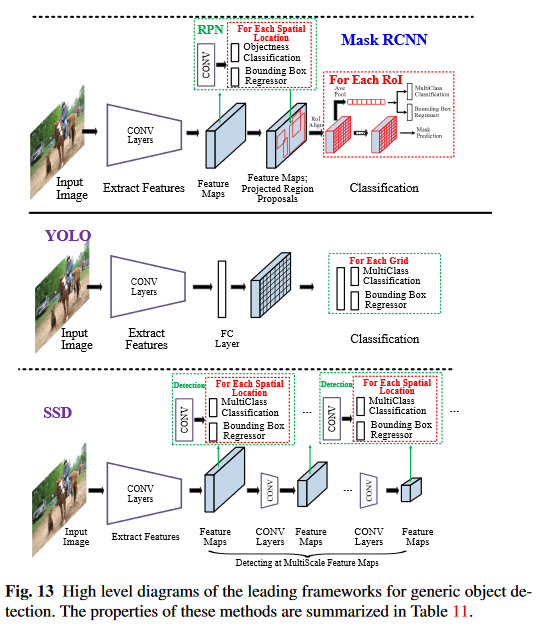 RPN
For Each Spatial
Location
CONV
Objectness
Classification
Bounding Box
Regressor
Mask RCNN
For Each RoI
Ave
Pool
MultiClass
Classification
Bounding Box
Regressor
Mask
Prediction
RoI
Align
CONV
Layers
Input
Image
Extract Features
Feature
Maps
Feature Maps;
Projected Region
Proposals
Classification
YOLO
For Each Grid
MultiClass
Classification
Bounding Box
Regressor
CONV
Layers
Input
Image
Extract
Features
FC
Layer
Classification
SSD
Detection
For Each Spatial
Location
CONV
MultiClass
Classification
Bounding Box
Regressor
...
Detection
For Each Spatial
Location
CONV
MultiClass
Classification
Bounding Box
Regressor
...
CONV
Layers
CONV
...
CONV
Input
Image
Extract Features
Feature
Maps
CONV
Layers
Feature
Maps
CONV
Layers
Feature
Maps
Detecting at MultiScale Feature Maps
Fig. 13 High level diagrams of the leading frameworks for generic object de-
tection. The properties of these methods are summarized in Table 11.